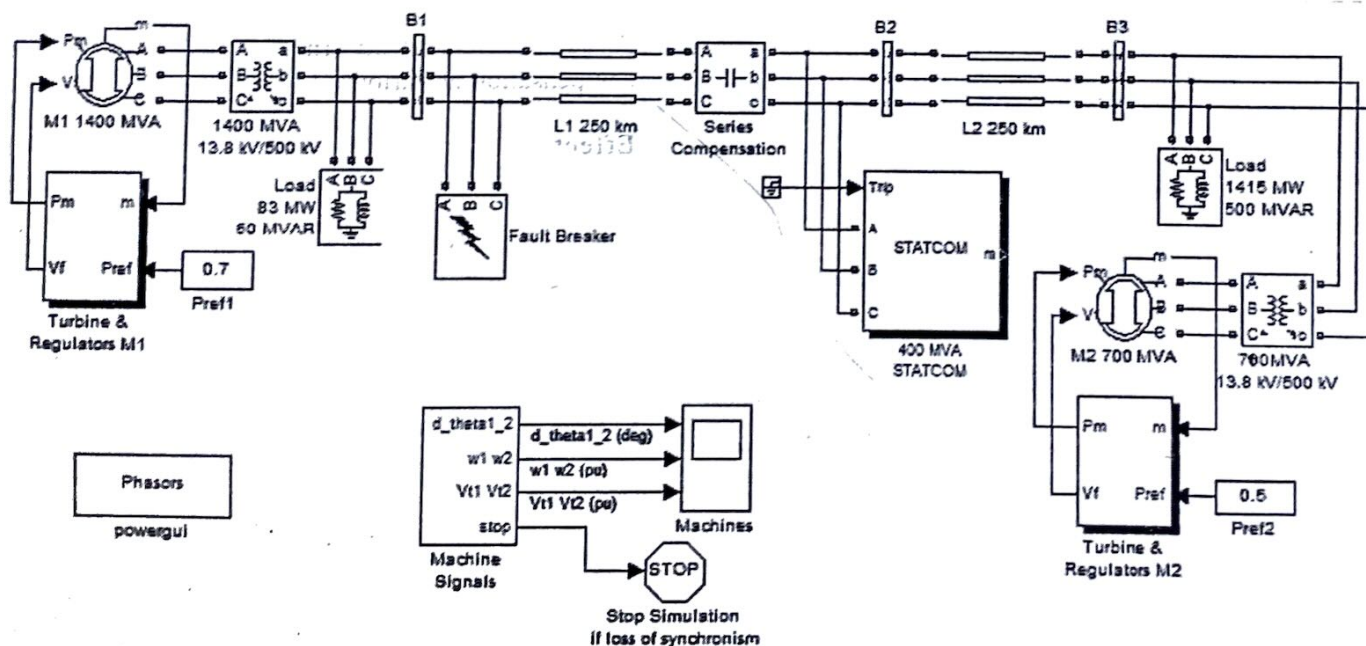 B1
B2
B3
m
Pm
A
B
C
A
B
C
a
b
c
A
B
C
a
b
c
V
M1 1400 MVA
1400 MVA
13.8 kV/500 kV
L1 250 km
Series
Compensation
L2 250 km
Load
83 MW
60 MVAR
A
B
C
A
B
C
Fault Breaker
Pm
m
Vf
Pref
0.7
Pref1
Turbine &
Regulators M1
Trip
A
B
C
STATCOM
m
400 MVA
STATCOM
A
B
C
Load
1415 MW
500 MVAR
m
Pm
A
B
C
A
B
C
a
b
c
V
M2 700 MVA
700MVA
13.8 kV/500 kV
Pm
m
Vf
Pref
0.5
Pref2
Turbine &
Regulators M2
d_theta1_2
d_theta1_2 (deg)
w1 w2
w1 w2 (pu)
Vt1 Vt2
Vt1 Vt2 (pu)
stop
Machine
Signals
Machines
STOP
Stop Simulation
if loss of synchronism
Phasors
powergui